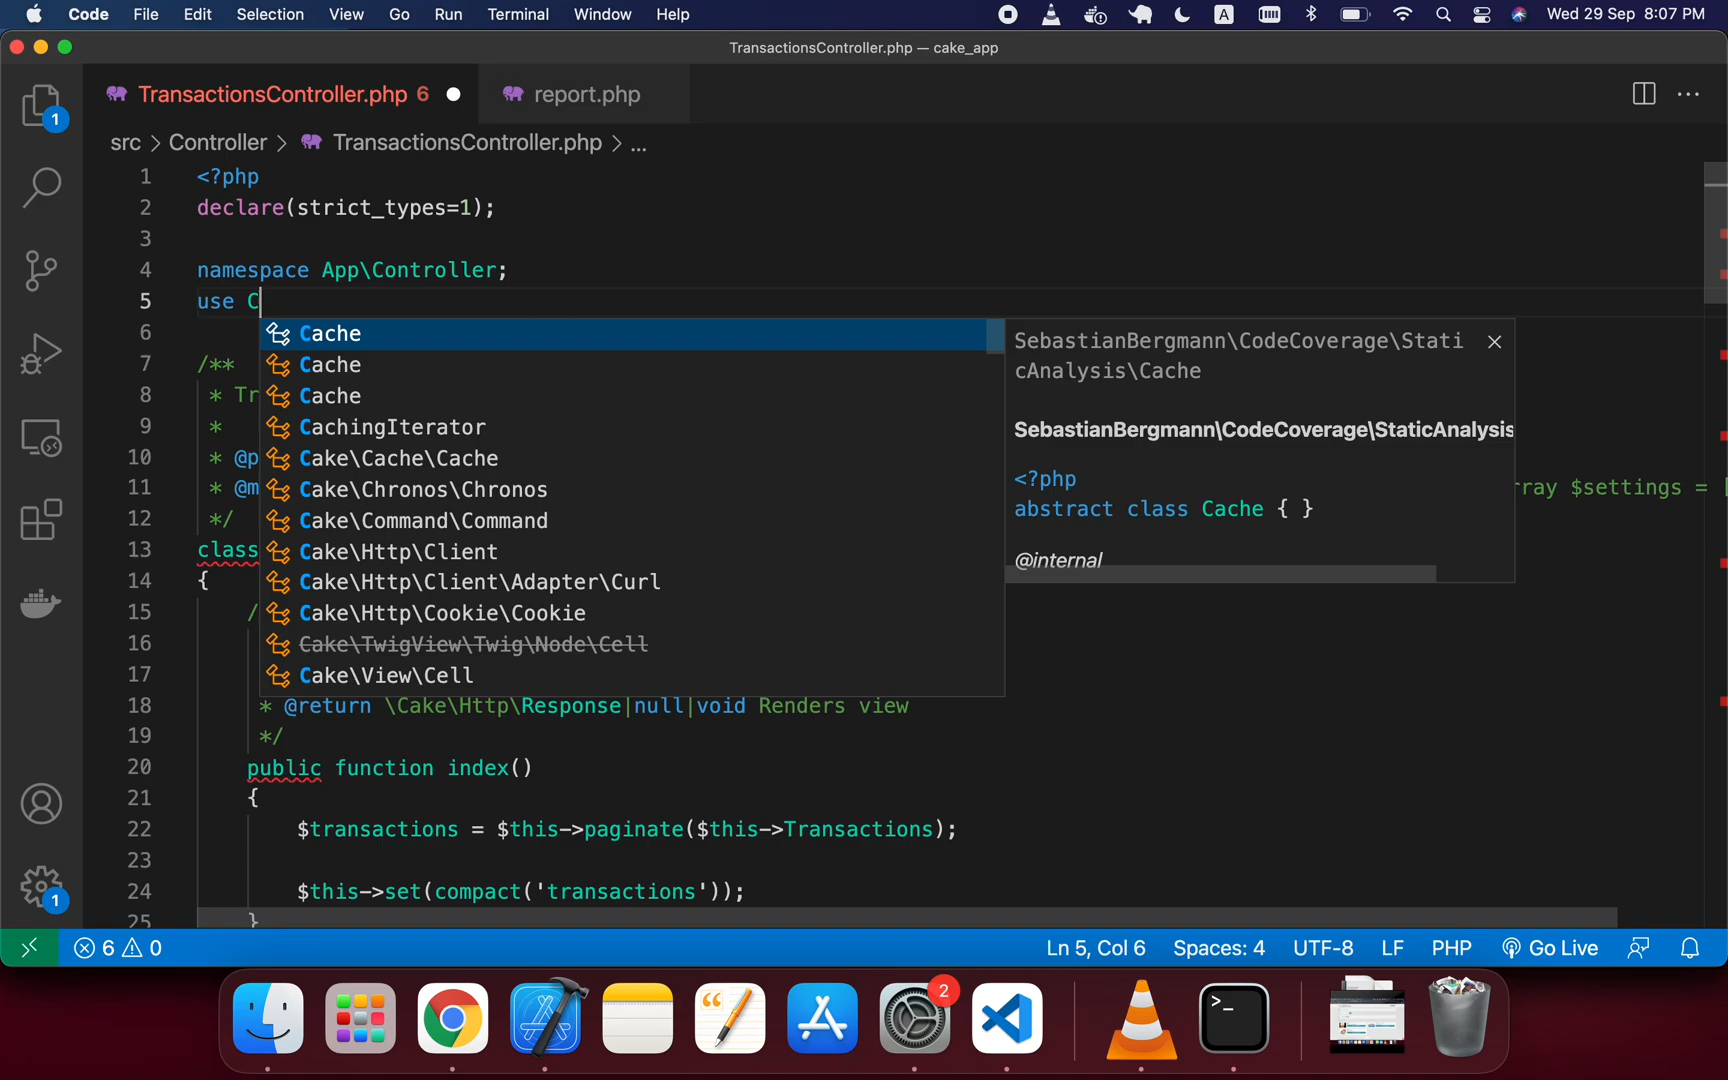 Code File Edit Selection View Go Run Terminal Window Help A Wed 29 Sep 8:07 PM
TransactionsController.php — cake_app
TransactionsController.php 6 report.php
1
src > Controller > TransactionsController.php > ...
1 <?php
2 declare(strict_types=1);
3
4 namespace App\Controller;
5 use C
6 Cache
SebastianBergmann\CodeCoverage\Stati
cAnalysis\Cache
7 /** Cache
8 * Tr Cache
9 * CachingIterator
SebastianBergmann\CodeCoverage\StaticAnalysis
10 * @p Cake\Cache\Cache
<?php
11 * @m Cake\Chronos\Chronos rray $settings = [
abstract class Cache { }
12 */ Cake\Command\Command
13 class Cake\Http\Client
@internal
14 { Cake\Http\Client\Adapter\Curl
15 / Cake\Http\Cookie\Cookie
16 Cake\TwigView\Twig\Node\Cell
17 Cake\View\Cell
18 * @return \Cake\Http\Response|null|void Renders view
19 */
20 public function index()
21 {
22 $transactions = $this->paginate($this->Transactions);
23
24 $this->set(compact('transactions'));
25 }
1
6 0 Ln 5, Col 6 Spaces: 4 UTF-8 LF PHP Go Live
2
>_